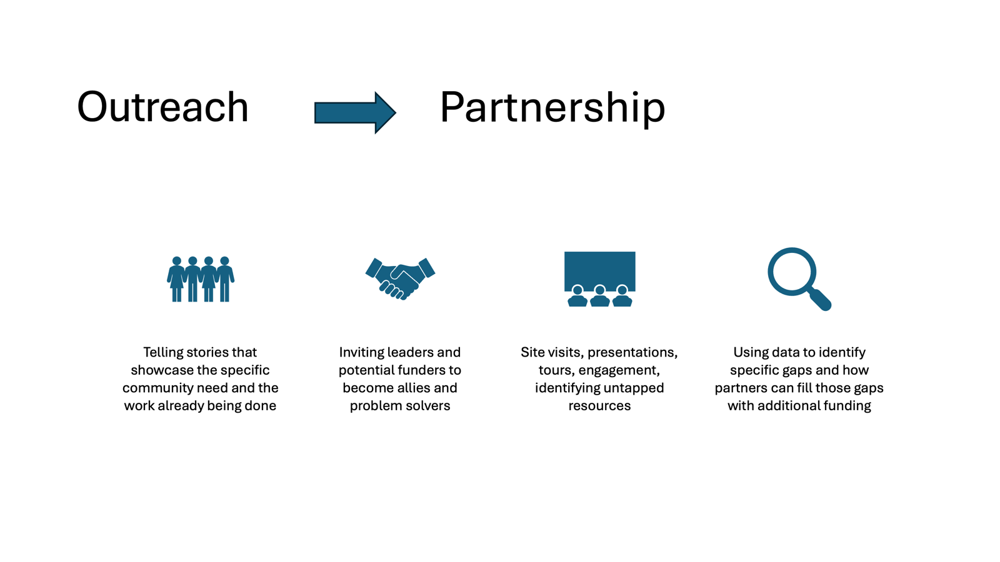 Outreach
Partnership
Telling stories that
showcase the specific
community need and the
work already being done
Inviting leaders and
potential funders to
become allies and
problem solvers
Site visits, presentations,
tours, engagement,
identifying untapped
resources
Using data to identify
specific gaps and how
partners can fill those gaps
with additional funding